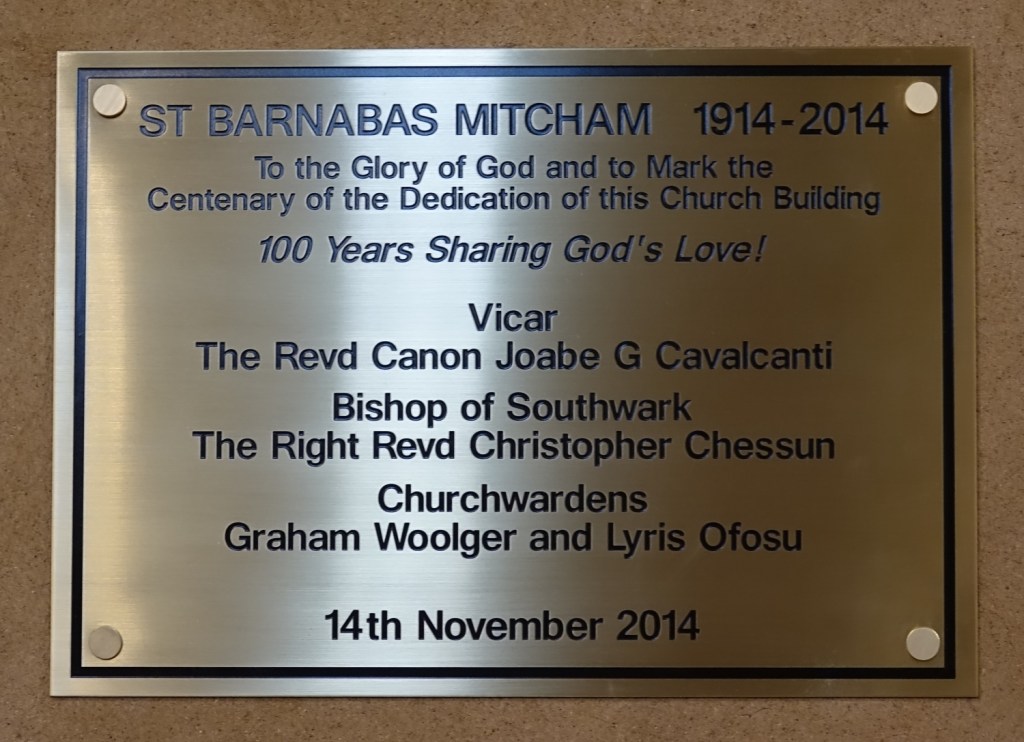 ST BARNABAS MITCHAM 1914-2014
To the Glory of God and to Mark the
Centenary of the Dedication of this Church Building
100 Years Sharing God's Love!
Vicar
The Revd Canon Joabe G Cavalcanti
Bishop of Southwark
The Right Revd Christopher Chessun
Churchwardens
Graham Woolger and Lyris Ofosu
14th November 2014